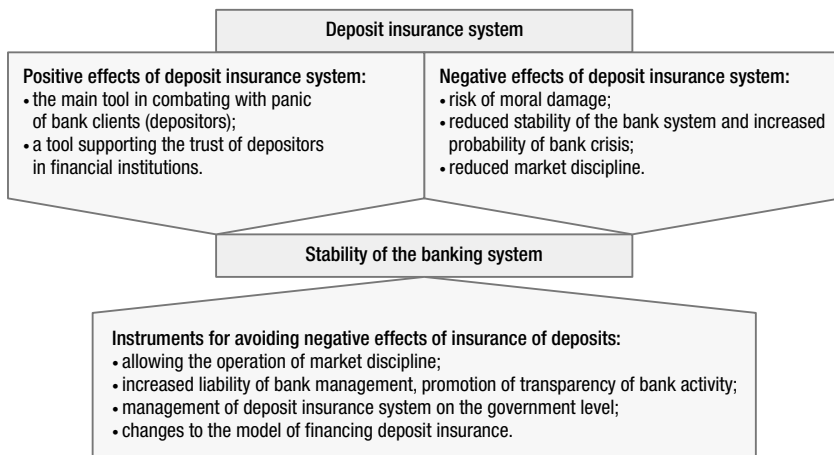 Deposit insurance system
Positive effects of deposit insurance system:
• the main tool in combating with panic
of bank clients (depositors);
• a tool supporting the trust of depositors
in financial institutions.
Negative effects of deposit insurance system:
• risk of moral damage;
• reduced stability of the bank system and increased
probability of bank crisis;
• reduced market discipline.
Stability of the banking system
Instruments for avoiding negative effects of insurance of deposits:
• allowing the operation of market discipline;
• increased liability of bank management, promotion of transparency of bank activity;
• management of deposit insurance system on the government level;
• changes to the model of financing deposit insurance.